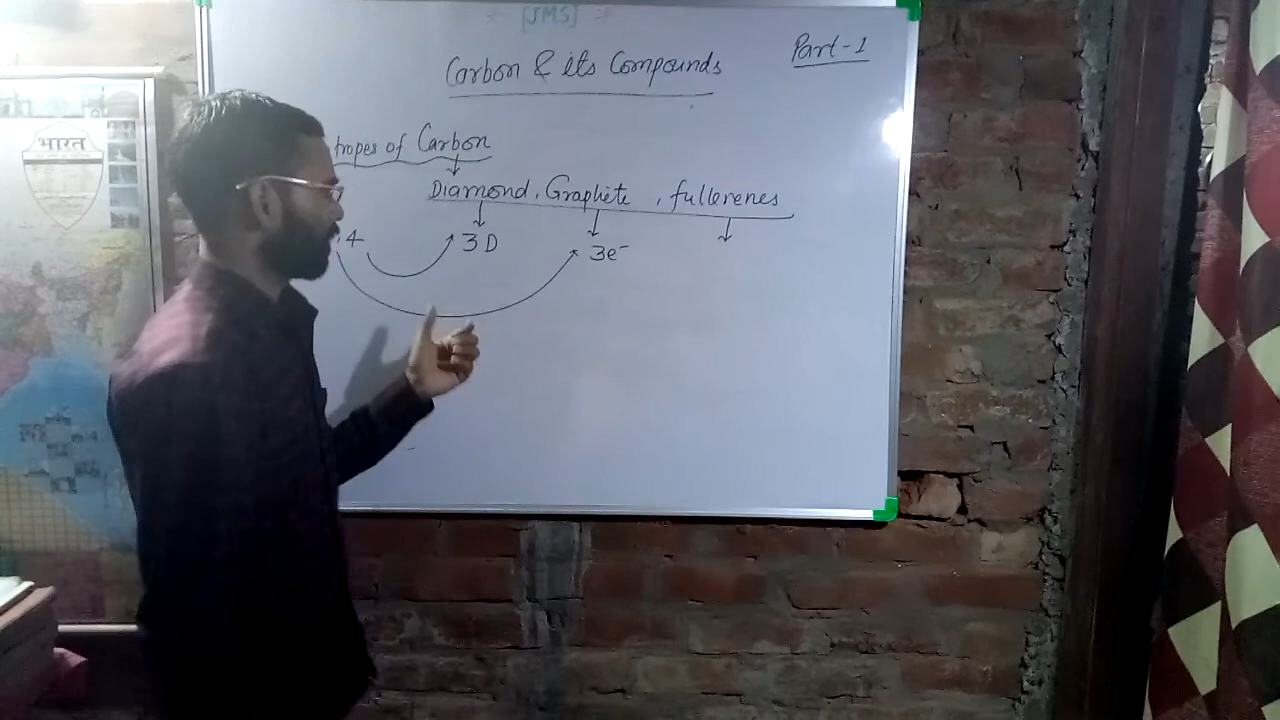 [JMS]
Carbon & its Compounds
Part-1
tropes of Carbon
Diamond, Graphite, fullerenes
4 3D 3e⁻
भारत